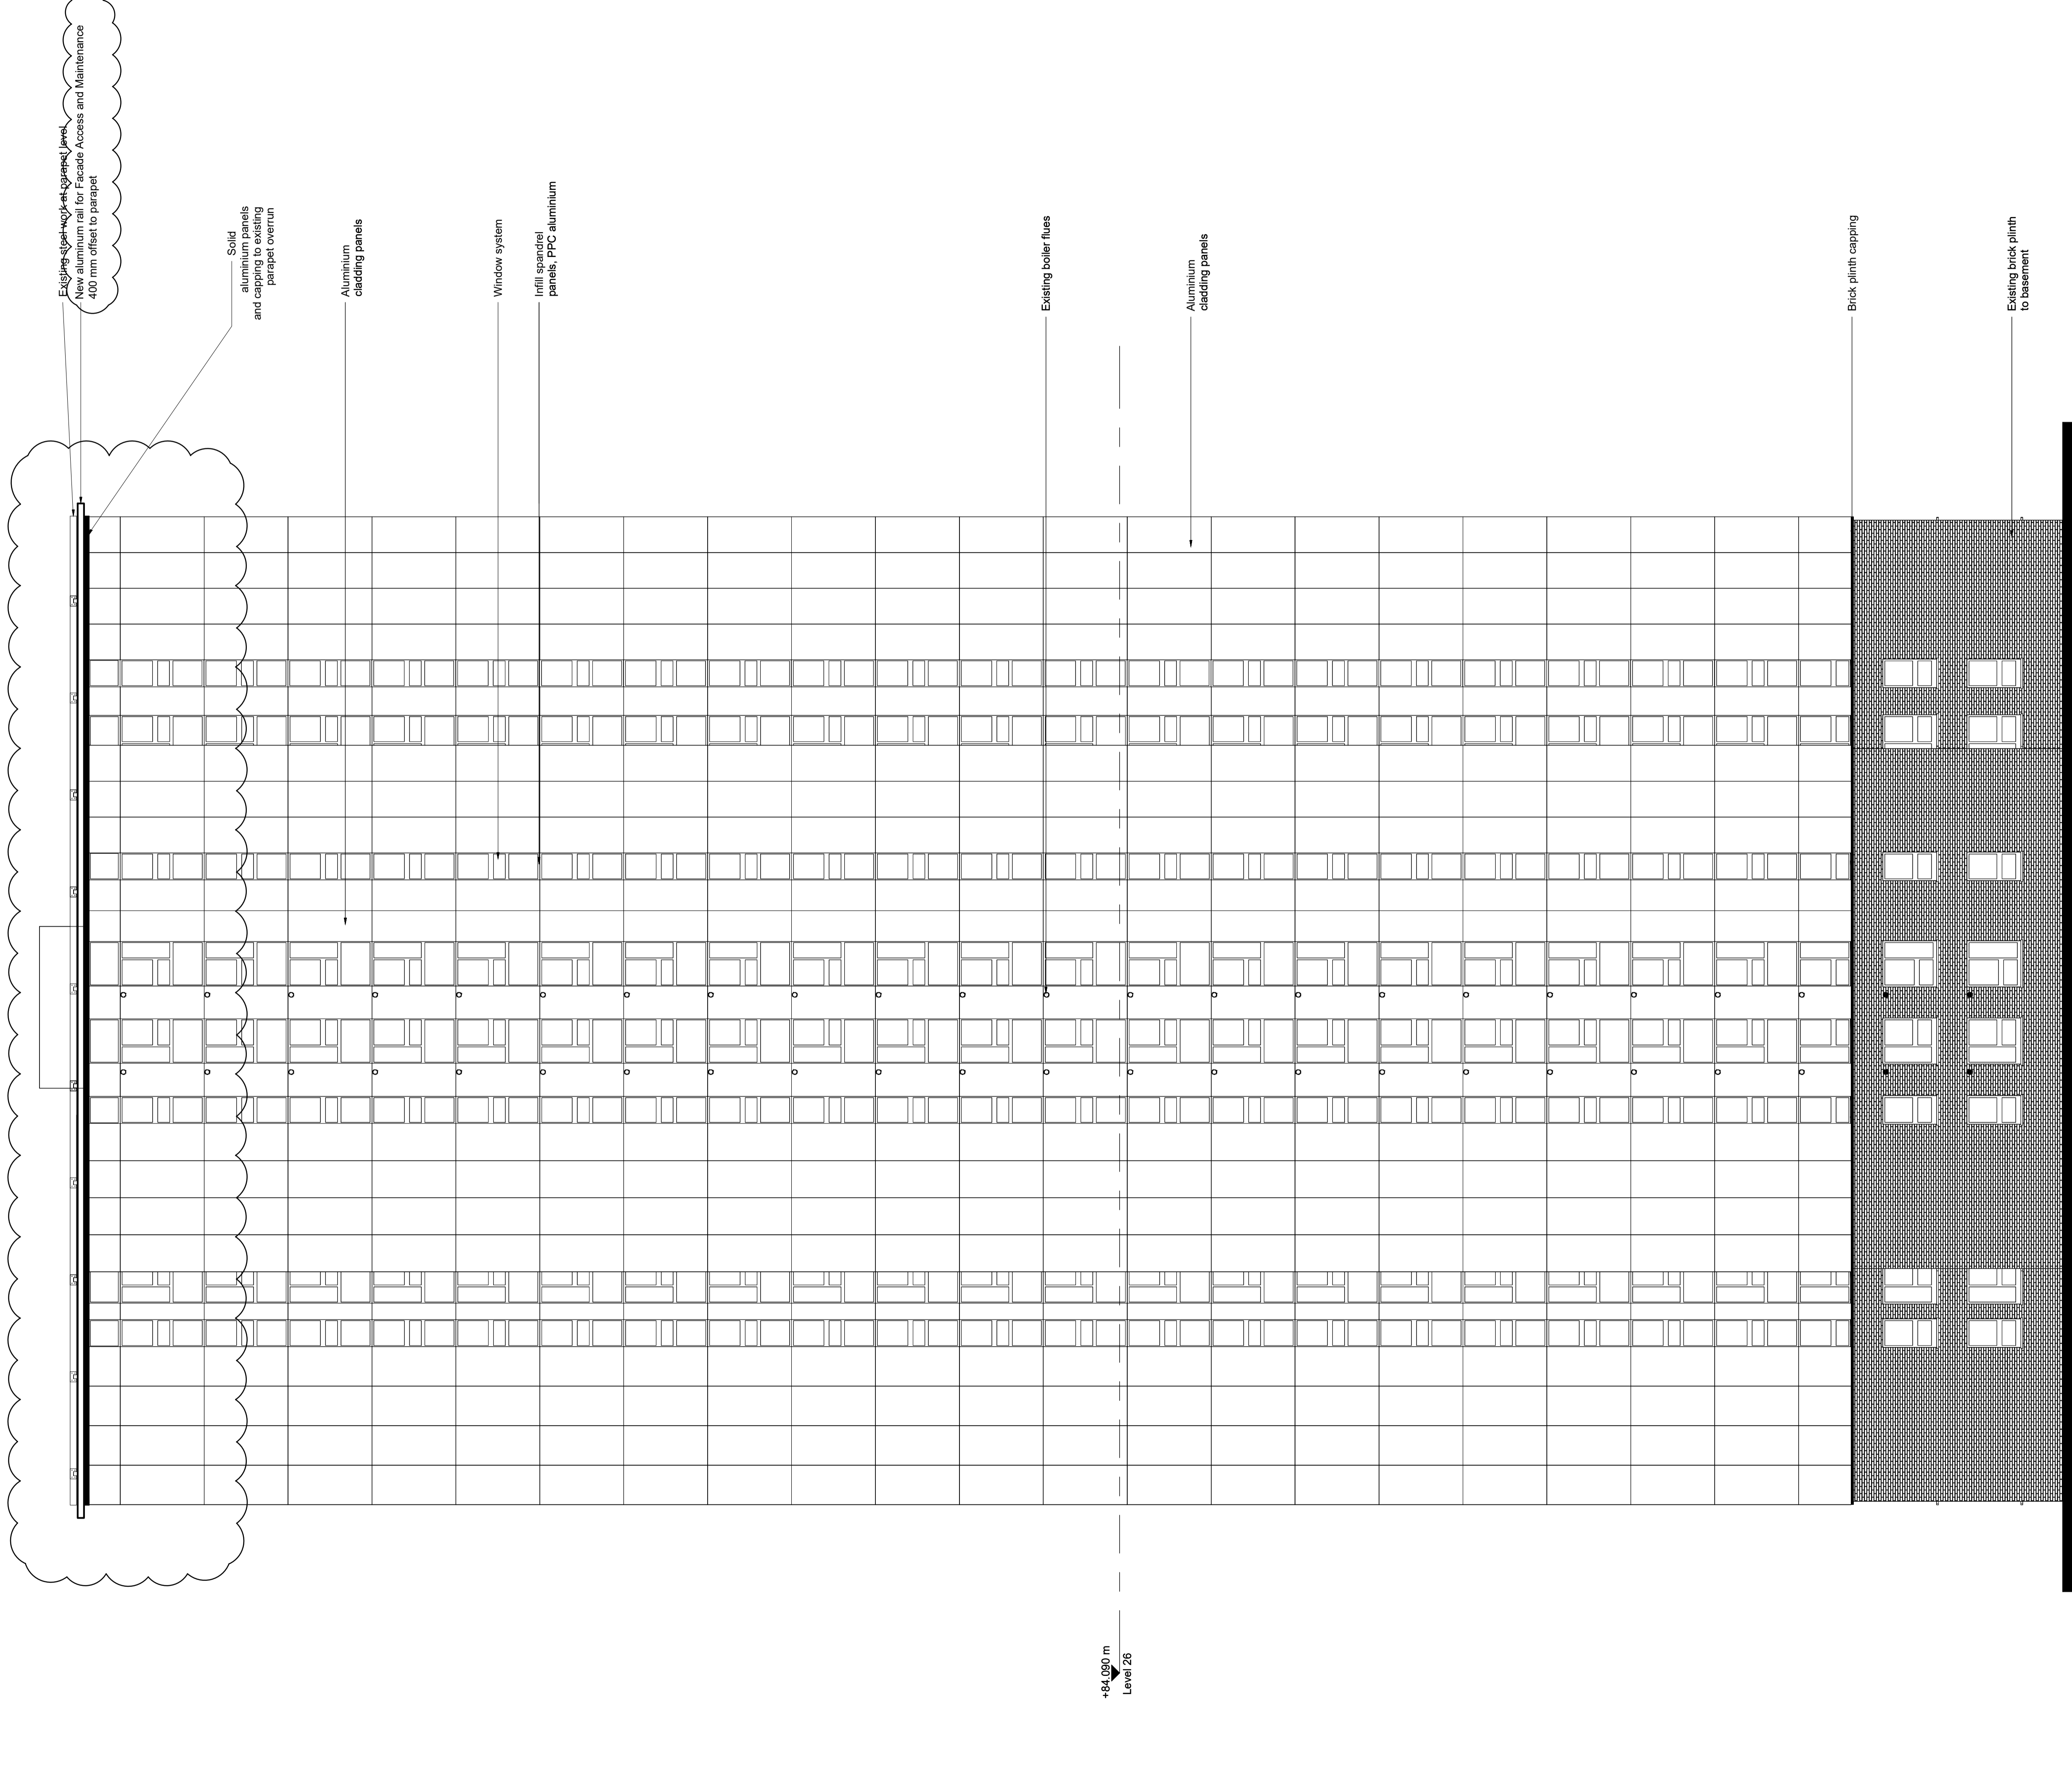 Existing steel work at parapet level
New aluminum rail for Facade Access and Maintenance
400 mm offset to parapet
Solid
aluminium panels
and capping to existing
parapet overrun
Aluminium
cladding panels
Window system
Infill spandrel
panels, PPC aluminium
Existing boiler flues
Aluminium
cladding panels
Brick plinth capping
Existing brick plinth
to basement
+84.090 m
Level 26